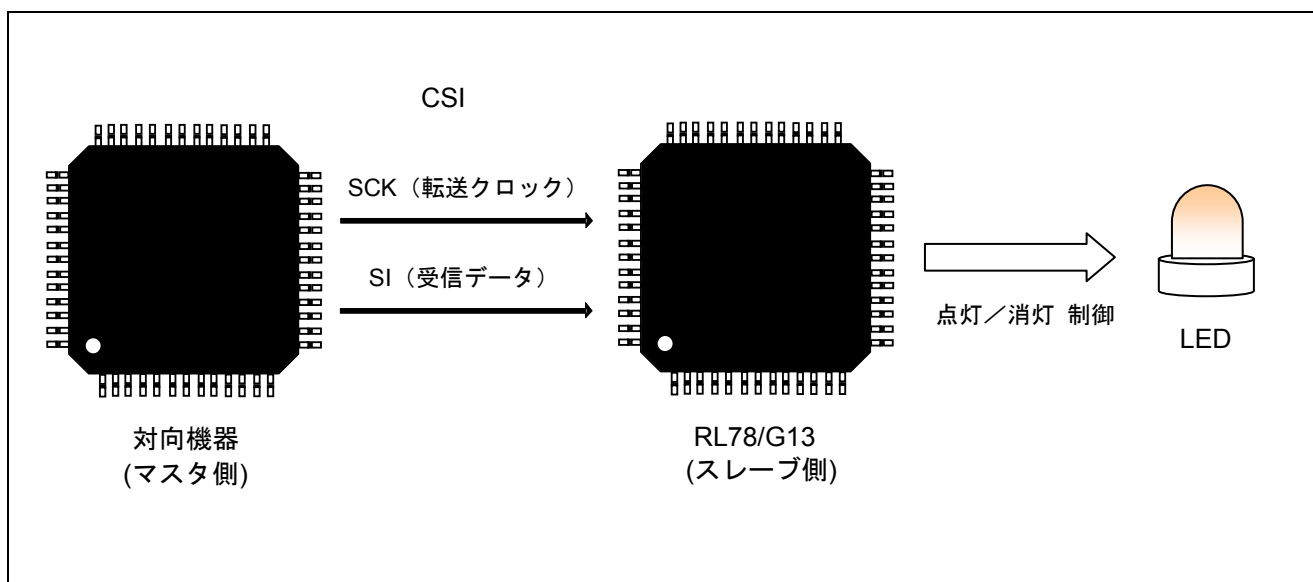 CSI
SCK（転送クロック）
SI（受信データ）
点灯／消灯 制御
LED
対向機器
(マスタ側)
RL78/G13
(スレーブ側)